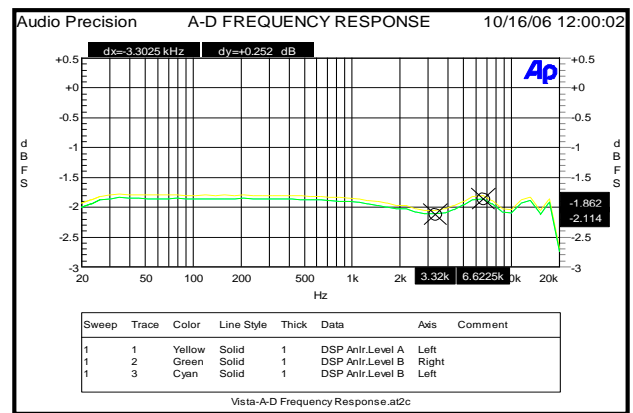 Audio Precision A-D FREQUENCY RESPONSE 10/16/06 12:00:02
dx=-3.3025 kHz dy=+0.252 dB
Ap
+0.5 +0.5
+0 +0
-0.5 -0.5
-1 -1
-1.5 -1.5
-2 -1.862
-2.114
-2.5 -2.5
-3 -3
d B F S d B F S
20 50 100 200 500 1k 2k 3.32k 6.6225k 0k 20k
Hz
Sweep Trace Color Line Style Thick Data Axis Comment
1 1 Yellow Solid 1 DSP Anlr.Level A Left
1 2 Green Solid 1 DSP Anlr.Level B Right
1 3 Cyan Solid 1 DSP Anlr.Level B Left
Vista-A-D Frequency Response.at2c